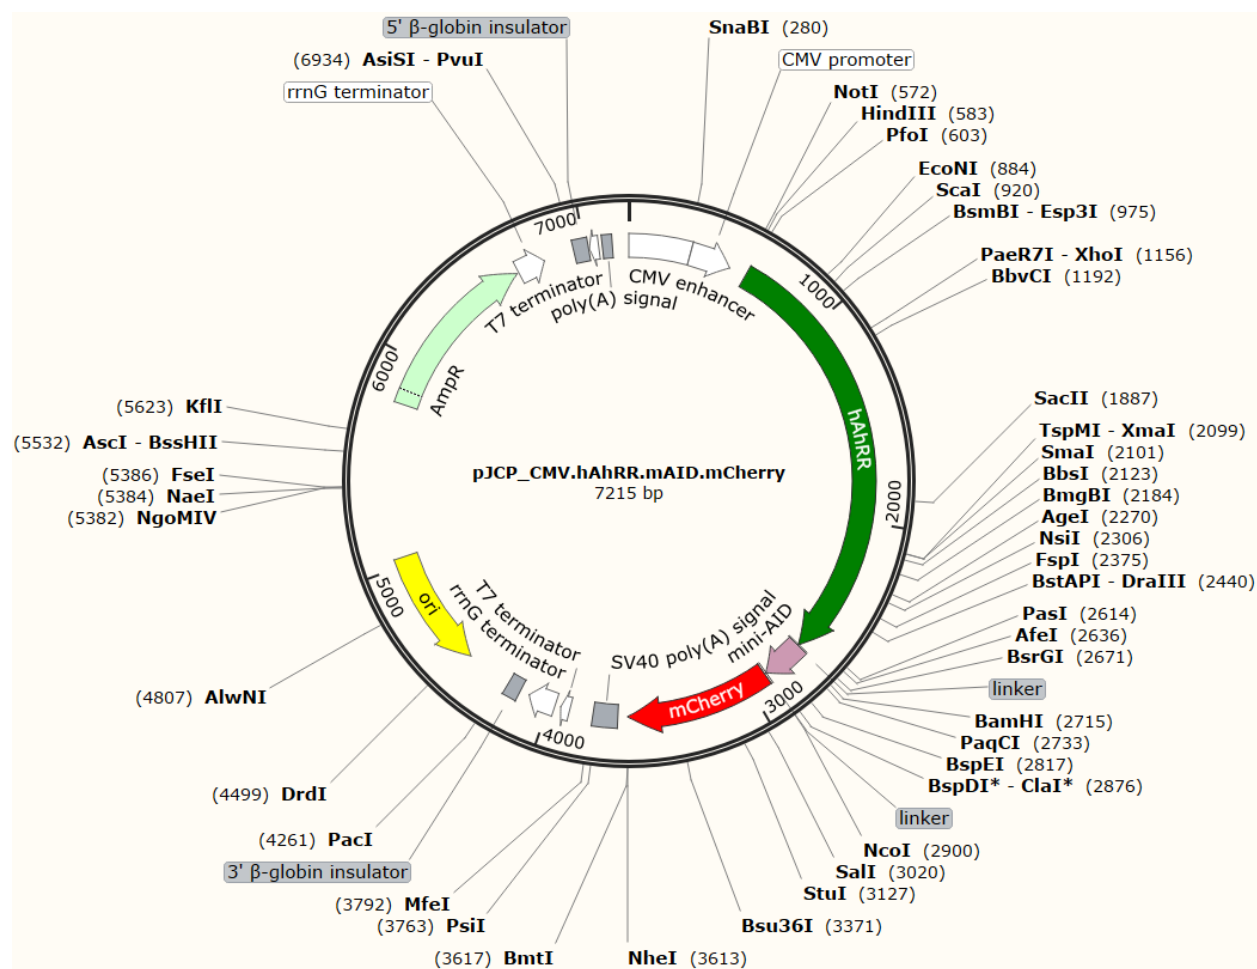 5' β-globin insulator
SnaBI (280)
(6934) AsiSI - PvuI
CMV promoter
rrnG terminator
NotI (572)
HindIII (583)
PfoI (603)
EcoNI (884)
ScaI (920)
BsmBI - Esp3I (975)
PaeR7I - XhoI (1156)
BbvCI (1192)
7000
T7 terminator
poly(A) signal
CMV enhancer
1000
6000
AmpR
hAhRR
SacII (1887)
(5623) KflI
TspMI - XmaI (2099)
(5532) AscI - BssHII
SmaI (2101)
(5386) FseI
BbsI (2123)
pJCP_CMV.hAhRR.mAID.mCherry
7215 bp
(5384) NaeI
BmgBI (2184)
(5382) NgoMIV
AgeI (2270)
2000
NsiI (2306)
FspI (2375)
BstAPI - DraIII (2440)
PasI (2614)
AfeI (2636)
BsrGI (2671)
5000
ori
T7 terminator
rrnG terminator
SV40 poly(A) signal
mini-AID
linker
(4807) AlwNI
mCherry
3000
4000
BamHI (2715)
PaqCI (2733)
BspEI (2817)
BspDI* - ClaI* (2876)
(4499) DrdI
linker
(4261) PacI
NcoI (2900)
3' β-globin insulator
SalI (3020)
StuI (3127)
(3792) MfeI
(3763) PsiI
Bsu36I (3371)
(3617) BmtI
NheI (3613)